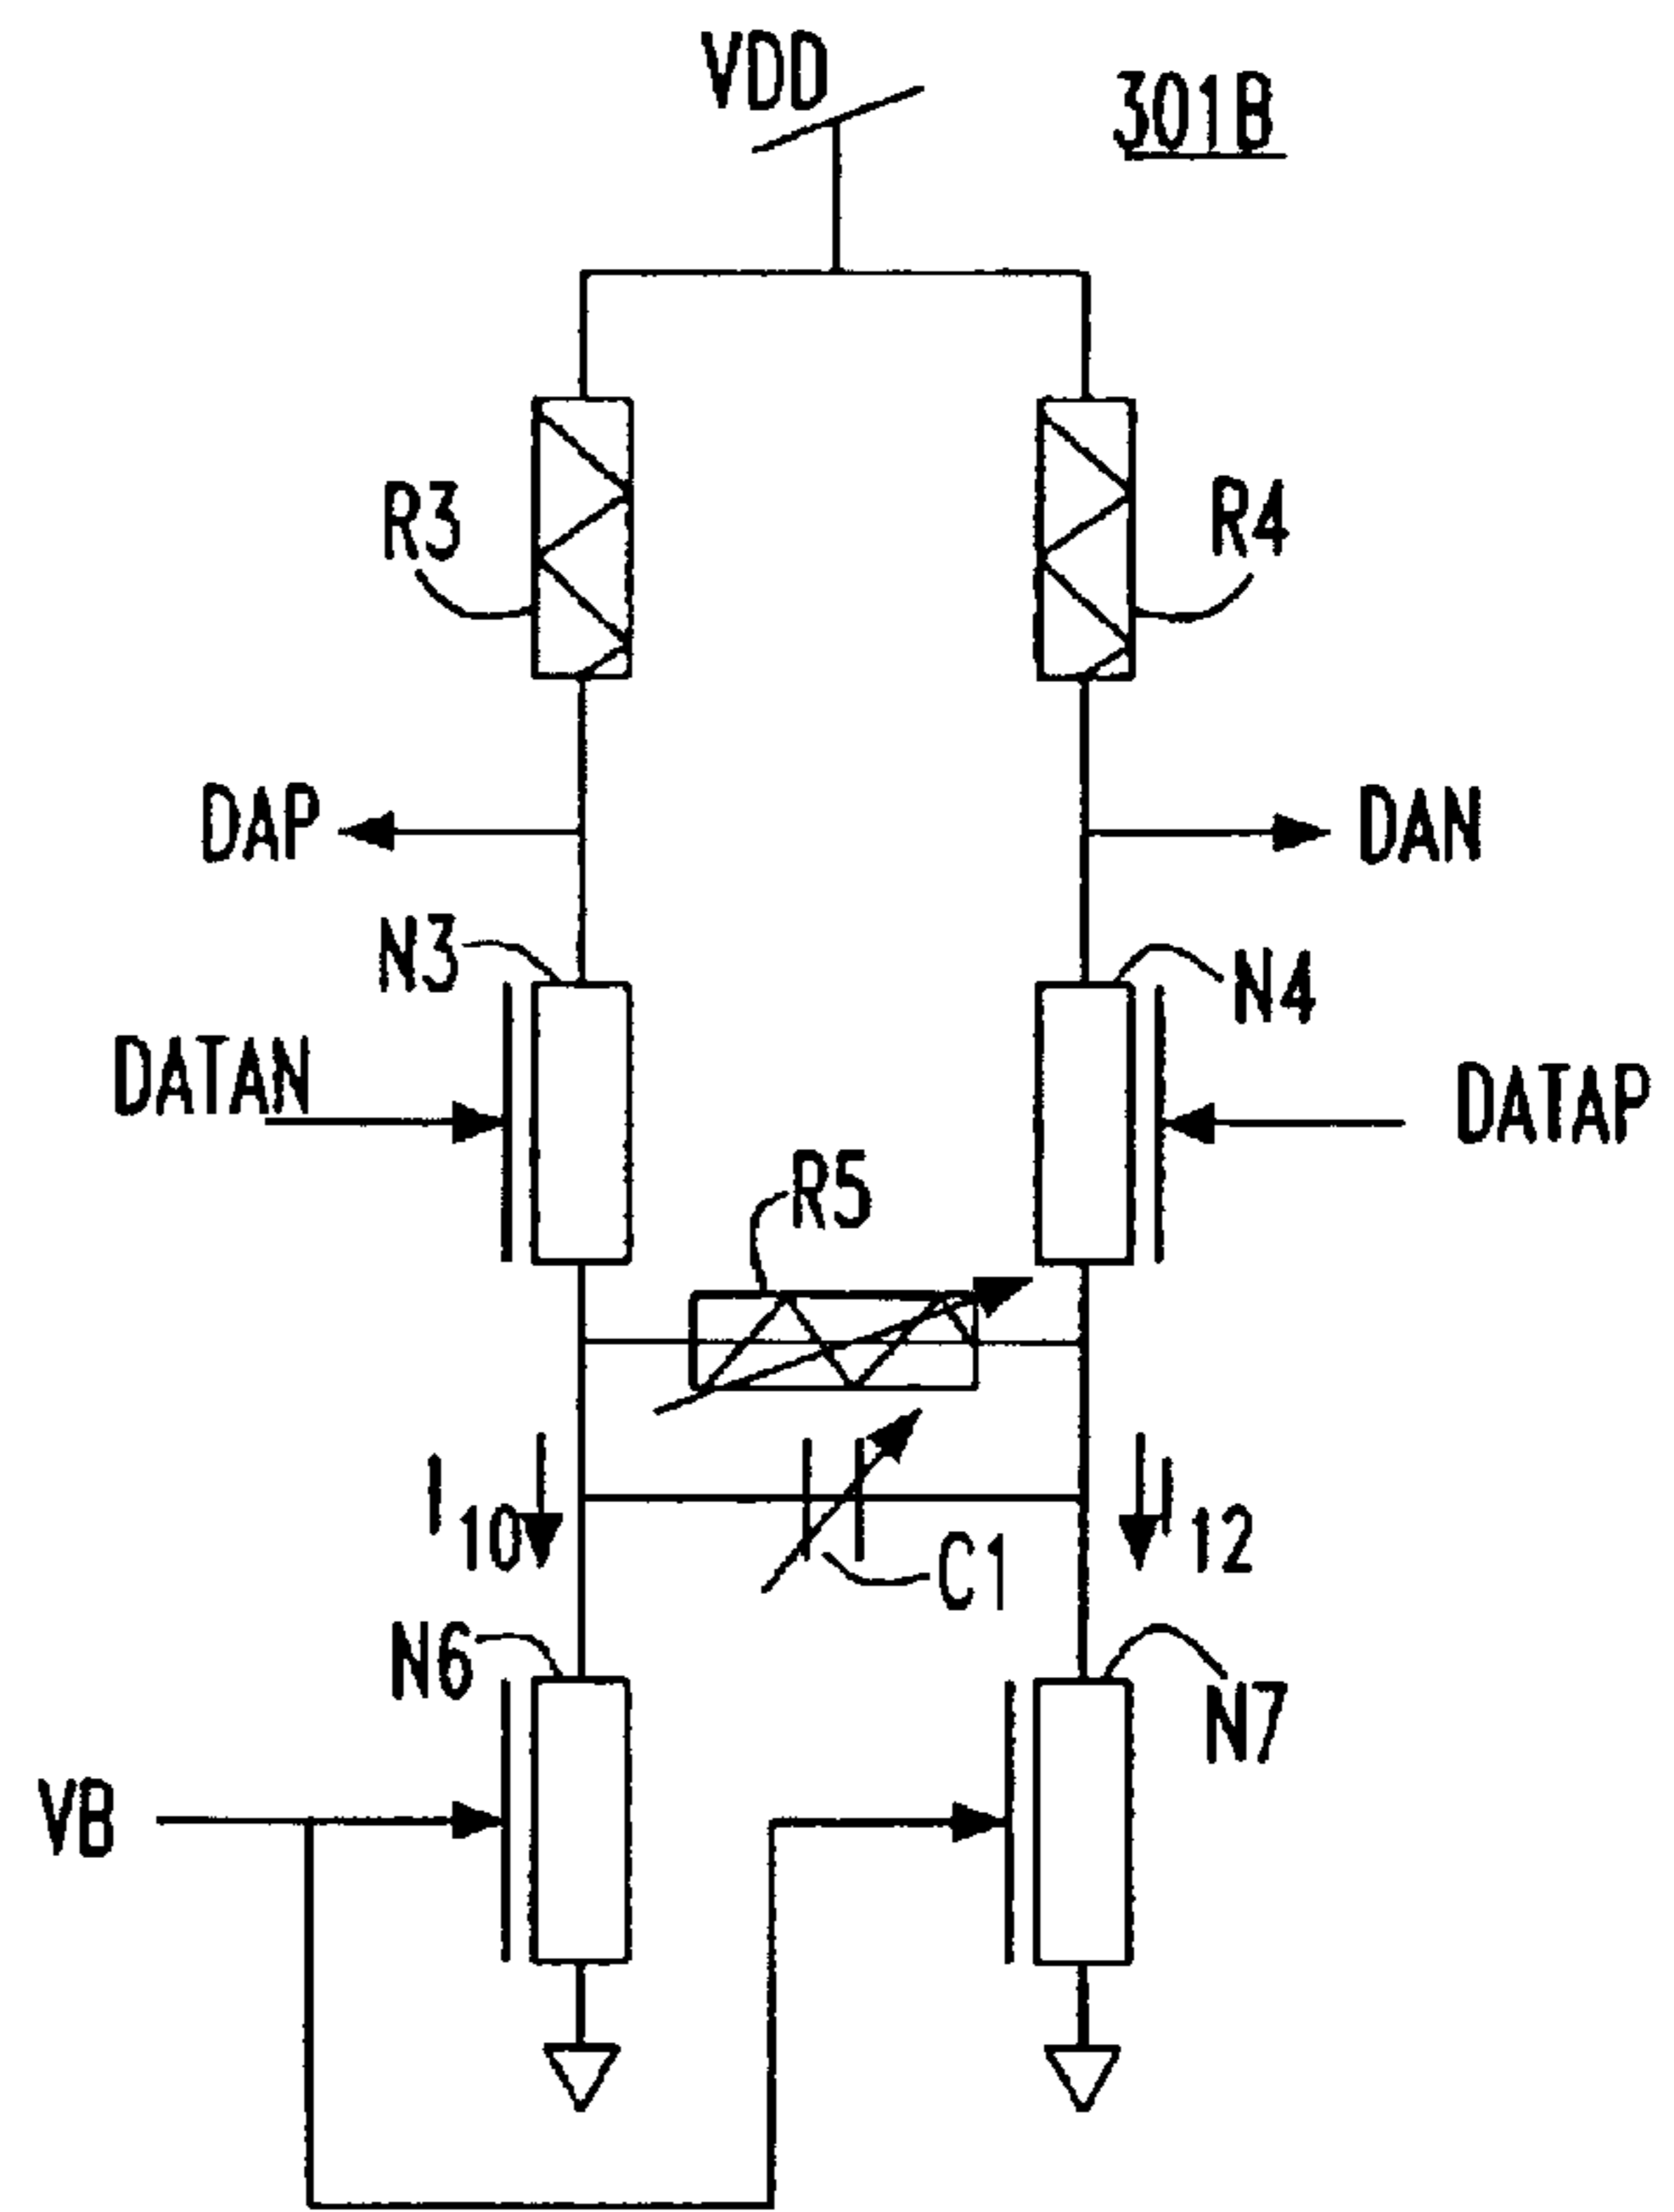 VDD
301B
R3
R4
DAP
DAN
N3
N4
DATAN
DATAP
R5
I10
I12
C1
N6
N7
VB